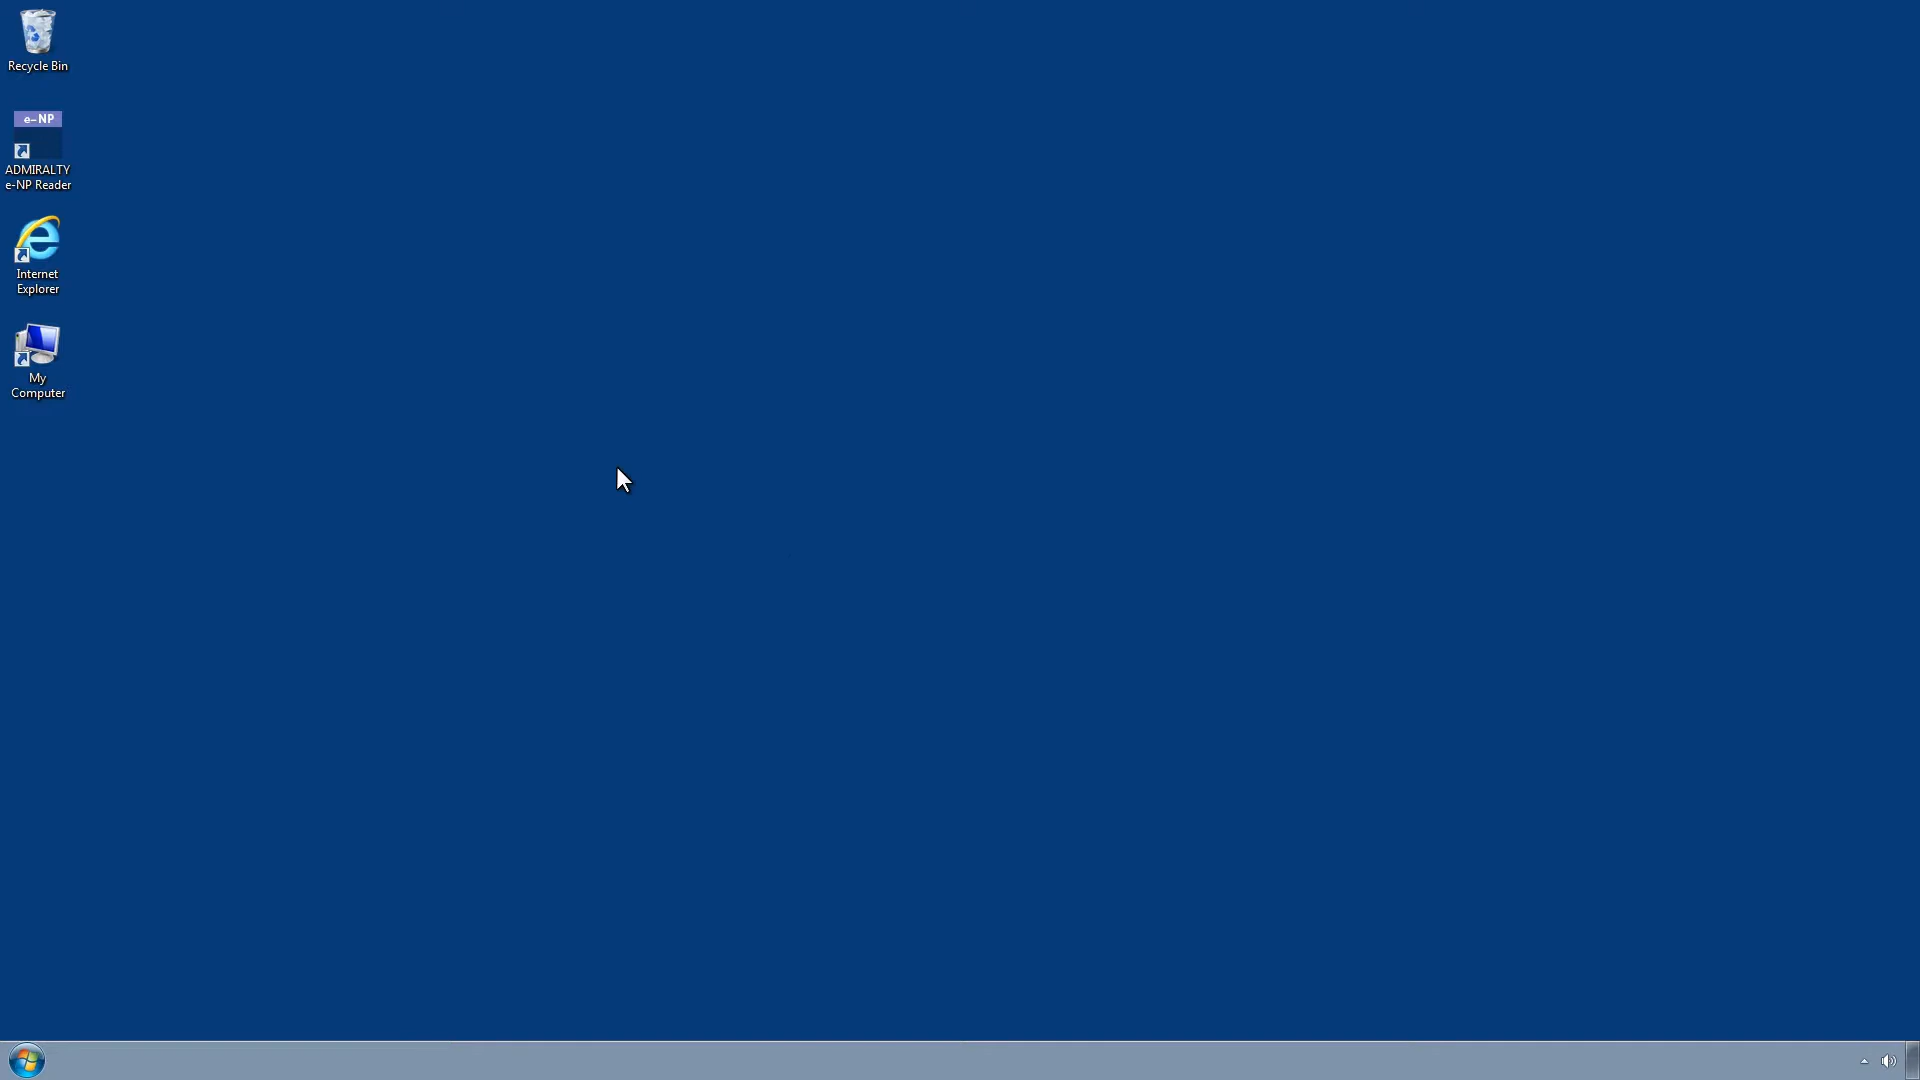 Recycle Bin
e-NP
ADMIRALTY
e-NP Reader
Internet
Explorer
My
Computer